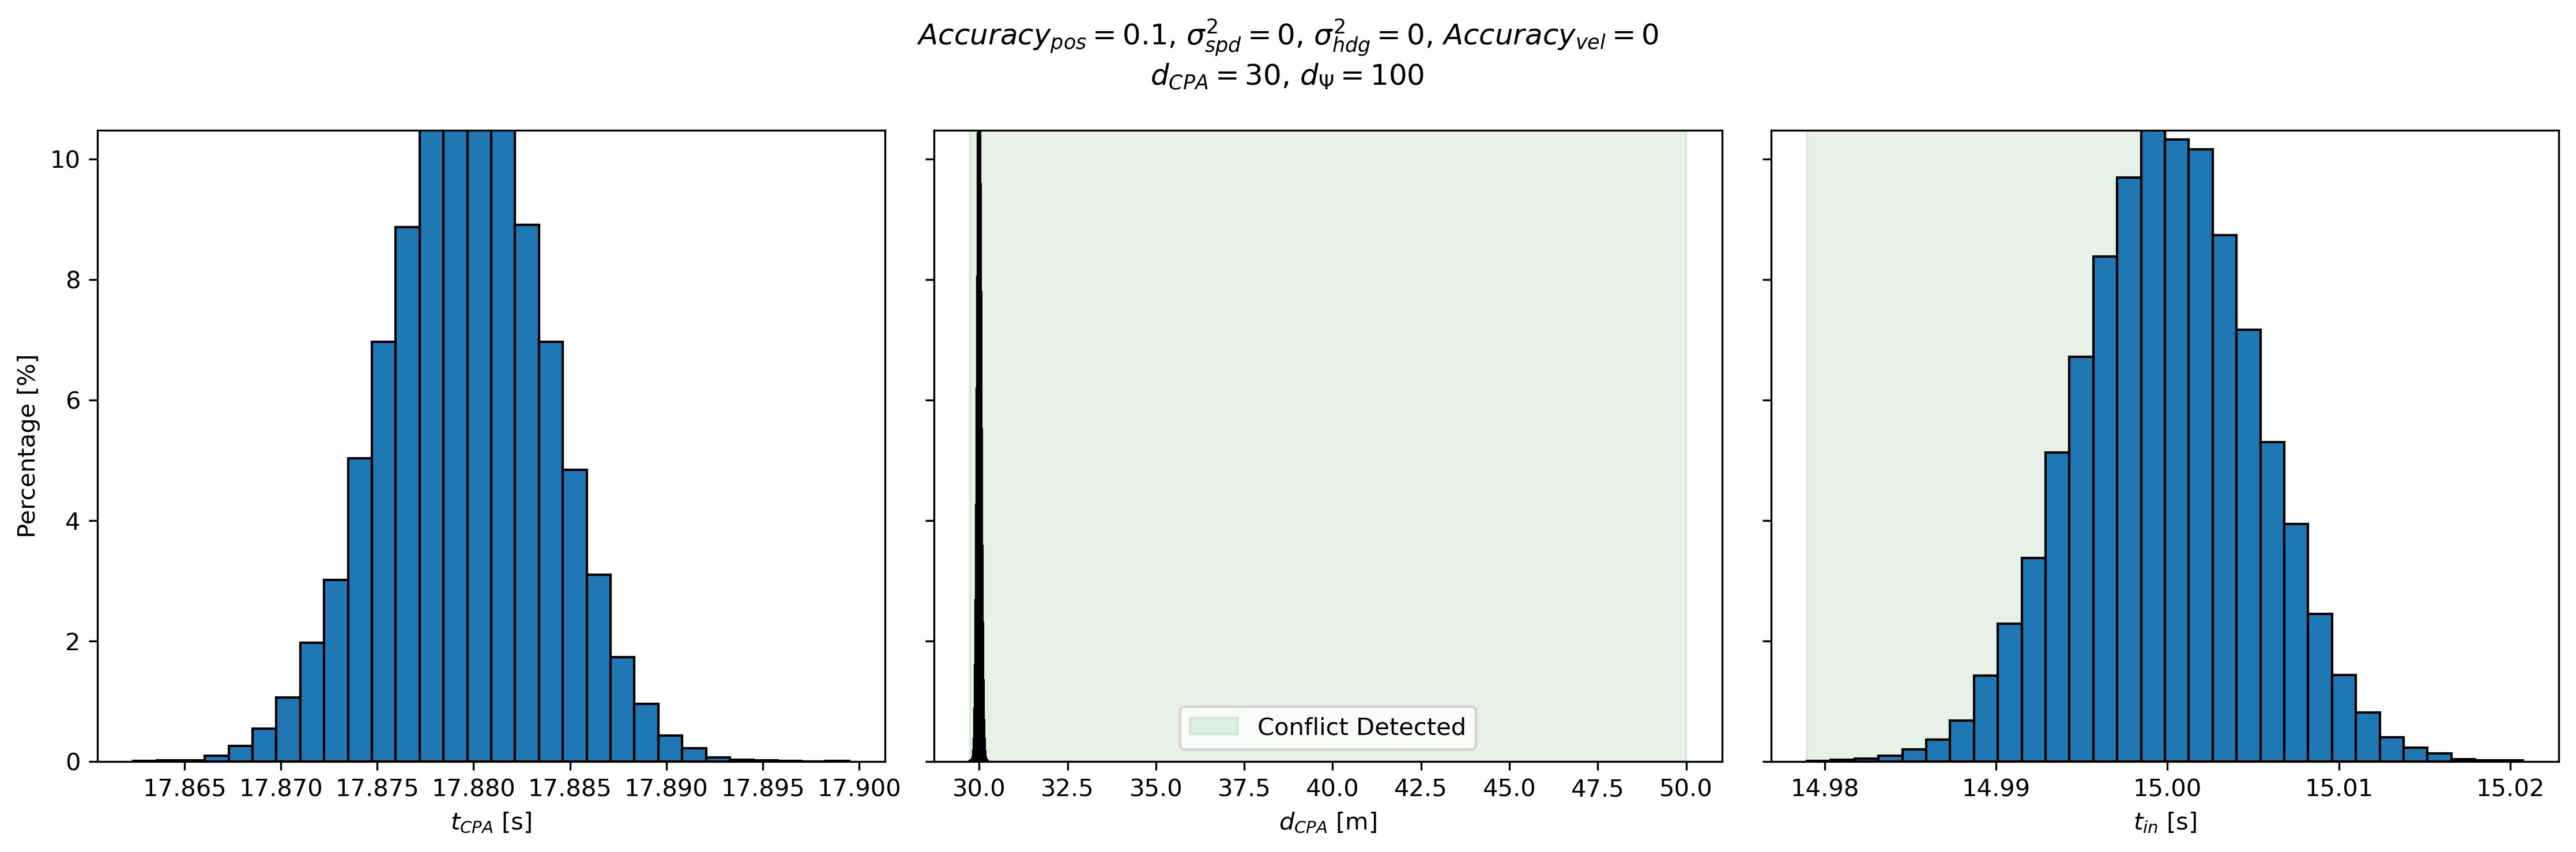 Accuracy_pos = 0.1, σ²_spd = 0, σ²_hdg = 0, Accuracy_vel = 0
d_CPA = 30, d_Ψ = 100
Percentage [%]
10
8
6
4
2
0
17.865 17.870 17.875 17.880 17.885 17.890 17.895 17.900
t_CPA [s]
Conflict Detected
30.0 32.5 35.0 37.5 40.0 42.5 45.0 47.5 50.0
d_CPA [m]
14.98 14.99 15.00 15.01 15.02
t_in [s]